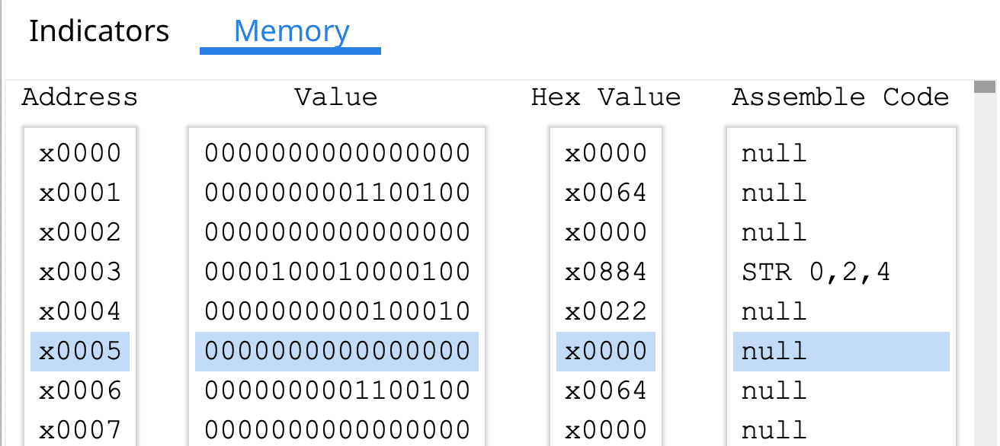 Indicators Memory
Address Value Hex Value Assemble Code
x0000 0000000000000000 x0000 null
x0001 0000000001100100 x0064 null
x0002 0000000000000000 x0000 null
x0003 0000100010000100 x0884 STR 0,2,4
x0004 0000000000100010 x0022 null
x0005 0000000000000000 x0000 null
x0006 0000000001100100 x0064 null
x0007 0000000000000000 x0000 null